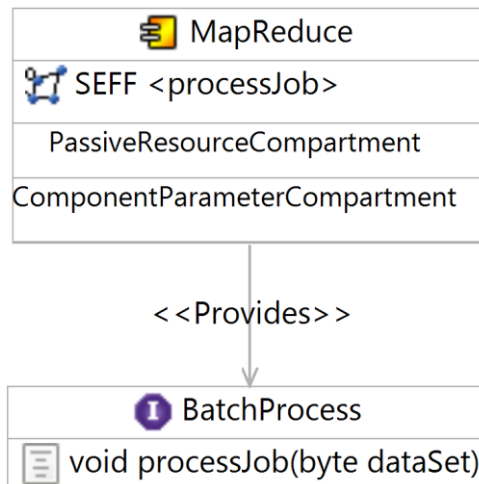 MapReduce
SEFF <processJob>
PassiveResourceCompartment
ComponentParameterCompartment
<<Provides>>
I BatchProcess
void processJob(byte dataSet)